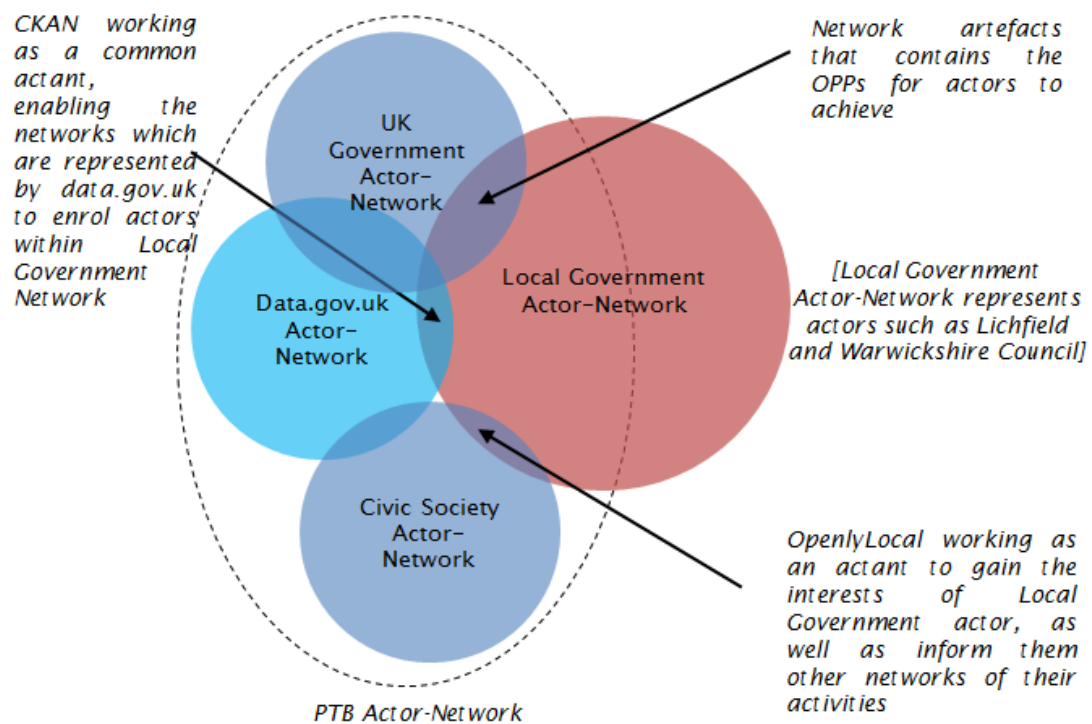 CKAN working
as a common
actant,
enabling the
networks which
are represented
by data.gov.uk
to enrol actors
within Local
Government
Network
Network artefacts
that contains the
OPPs for actors to
achieve
UK
Government
Actor-
Network
Local Government
Actor-Network
Data.gov.uk
Actor-
Network
[Local Government
Actor-Network represents
actors such as Lichfield
and Warwickshire Council]
Civic Society
Actor-
Network
OpenlyLocal working as
an actant to gain the
interests of Local
Government actor, as
well as inform them
other networks of their
activities
PTB Actor-Network